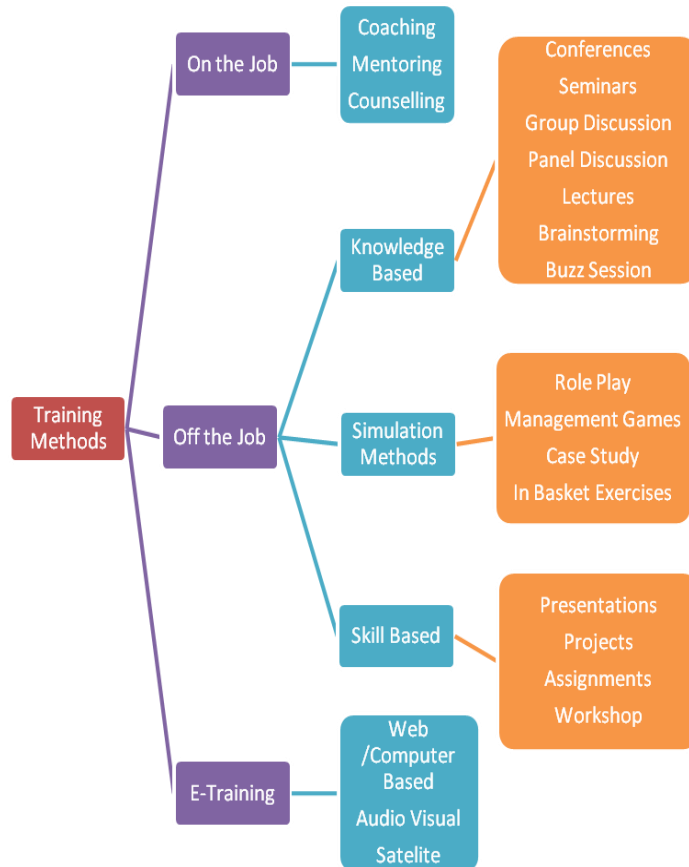 On the Job
Coaching
Mentoring
Counselling
Conferences
Seminars
Group Discussion
Panel Discussion
Lectures
Brainstorming
Buzz Session
Knowledge
Based
Training
Methods
Off the Job
Simulation
Methods
Role Play
Management Games
Case Study
In Basket Exercises
Skill Based
Presentations
Projects
Assignments
Workshop
E-Training
Web
/Computer
Based
Audio Visual
Satelite